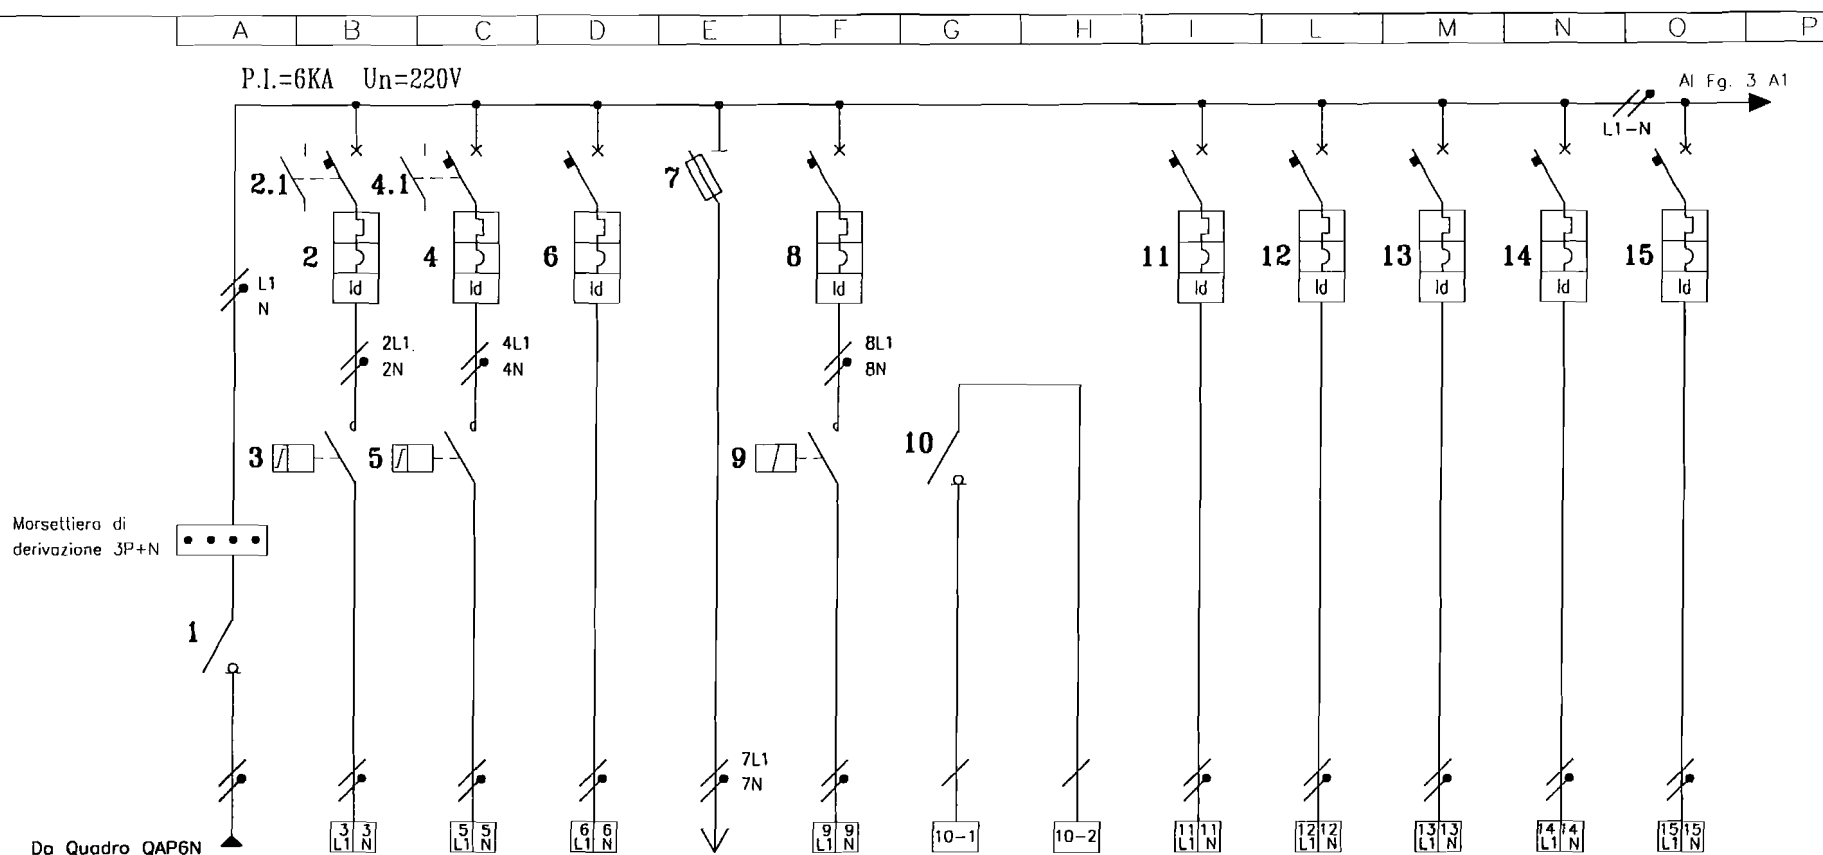 A B C D E F G H I L M N O P
P.I.=6KA Un=220V
Al Fg. 3 A1
L1-N
2.1 4.1 7
2 4 6 8 11 12 13 14 15
Id Id Id Id Id Id Id Id Id
L1
N
2L1 4L1 8L1
2N 4N 8N
3 5 9 10
Morsettiera di
derivazione 3P+N
1
7L1
7N
3 3 5 5 6 6 9 9 10-1 10-2 11 11 12 12 13 13 14 14 15 15
L1 N L1 N L1 N L1 N L1 N L1 N L1 N L1 N L1 N
Da Quadro QAP6N